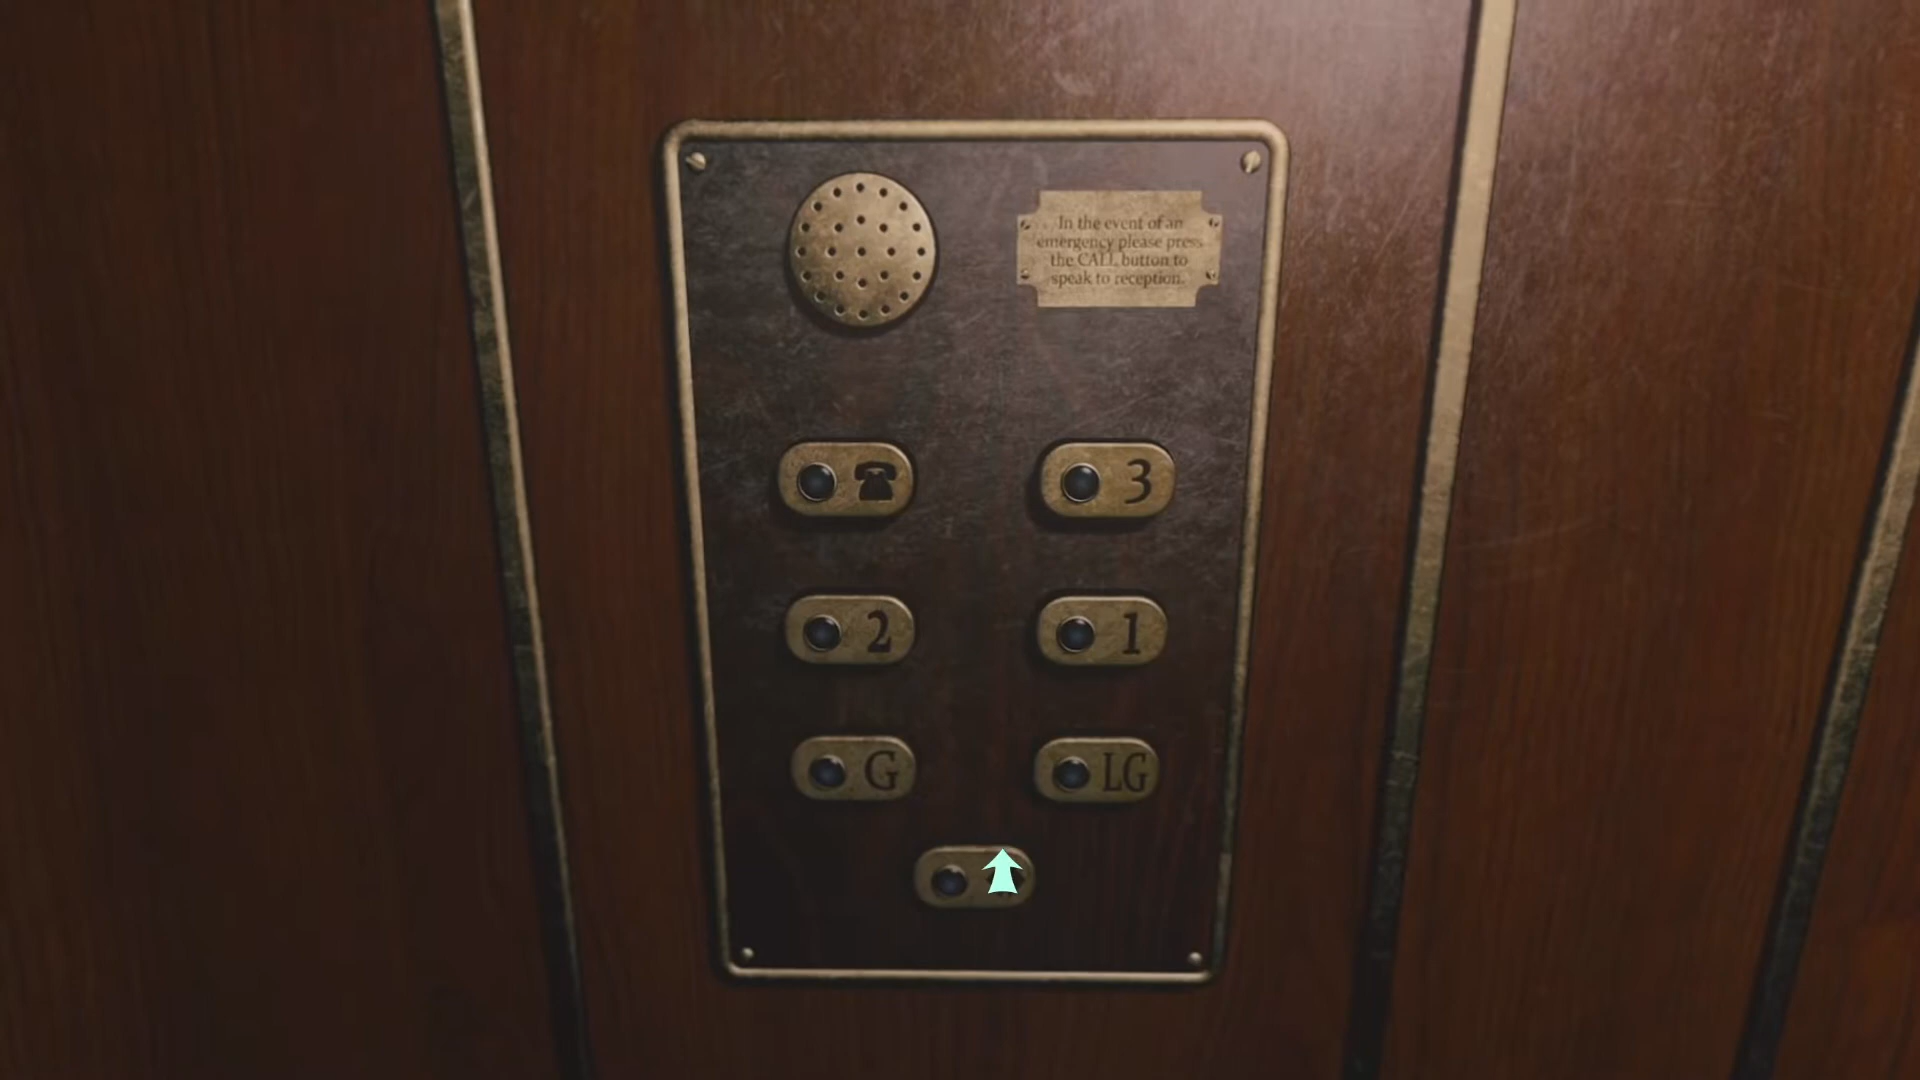 In the event of an
emergency please press
the CALL button to
speak to reception.
3
2
1
G
LG